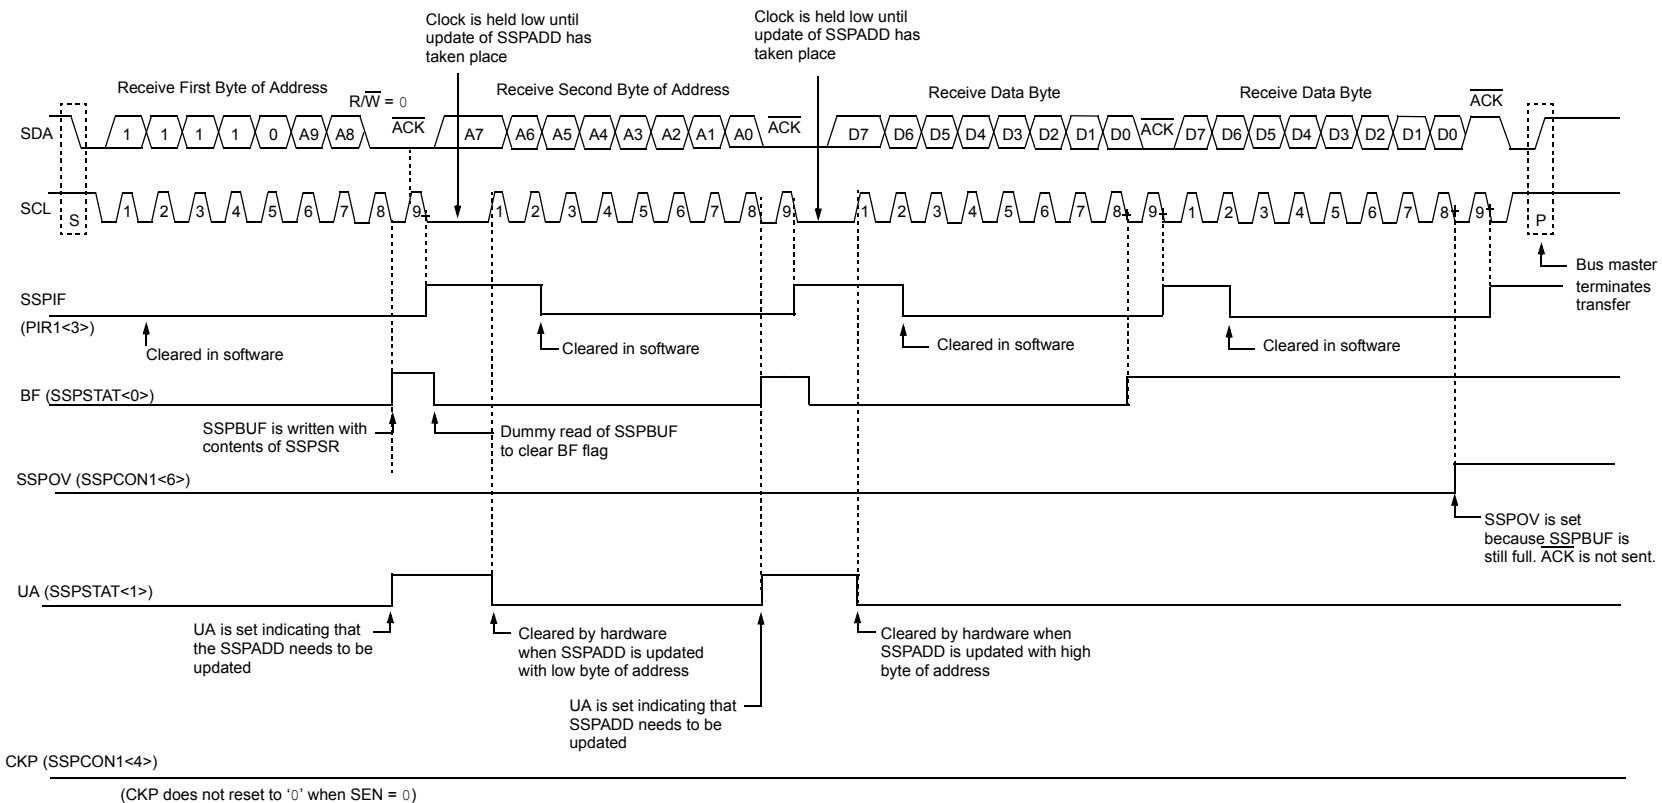 Clock is held low until
update of SSPADD has
taken place
Clock is held low until
update of SSPADD has
taken place
Receive First Byte of Address
R/W = 0
ACK
Receive Second Byte of Address
ACK
Receive Data Byte
ACK
Receive Data Byte
ACK
SDA 1 1 1 1 0 A9 A8 A7 A6 A5 A4 A3 A2 A1 A0 D7 D6 D5 D4 D3 D2 D1 D0 D7 D6 D5 D4 D3 D2 D1 D0
SCL S 1 2 3 4 5 6 7 8 9 1 2 3 4 5 6 7 8 9 1 2 3 4 5 6 7 8 9 1 2 3 4 5 6 7 8 9 P
Bus master
terminates
transfer
SSPIF
(PIR1<3>)
Cleared in software
Cleared in software
Cleared in software
Cleared in software
BF (SSPSTAT<0>)
SSPBUF is written with
contents of SSPSR
Dummy read of SSPBUF
to clear BF flag
SSPOV (SSPCON1<6>)
SSPOV is set
because SSPBUF is
still full. ACK is not sent.
UA (SSPSTAT<1>)
UA is set indicating that
the SSPADD needs to be
updated
Cleared by hardware
when SSPADD is updated
with low byte of address
UA is set indicating that
SSPADD needs to be
updated
Cleared by hardware when
SSPADD is updated with high
byte of address
CKP (SSPCON1<4>)
(CKP does not reset to ‘0’ when SEN = 0)